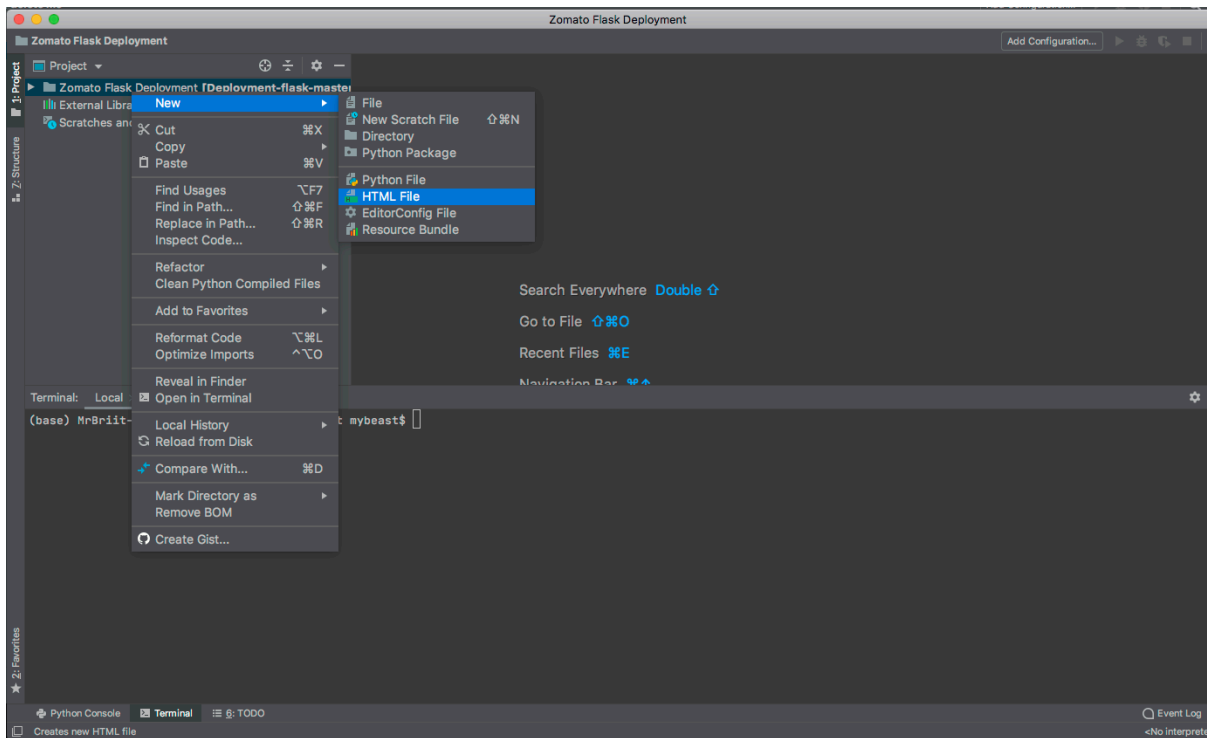 Zomato Flask Deployment
Zomato Flask Deployment
Add Configuration...
1: Project
Project
Zomato Flask Deployment [Deployment-flask-master
External Libra
Scratches and
Z: Structure
New
Cut ⌘X
Copy
Paste ⌘V
Find Usages ⌥F7
Find in Path... ⇧⌘F
Replace in Path... ⇧⌘R
Inspect Code...
Refactor
Clean Python Compiled Files
Add to Favorites
Reformat Code ⌥⌘L
Optimize Imports ^⌥O
Reveal in Finder
Open in Terminal
Local History
Reload from Disk
Compare With... ⌘D
Mark Directory as
Remove BOM
Create Gist...
File
New Scratch File ⇧⌘N
Directory
Python Package
Python File
HTML File
EditorConfig File
Resource Bundle
Search Everywhere Double ⇧
Go to File ⇧⌘O
Recent Files ⌘E
Navigation Bar ⌘↑
Terminal: Local
(base) MrBriit- t mybeast$
2: Favorites
Python Console Terminal 6: TODO
Event Log
Creates new HTML file
<No interprete